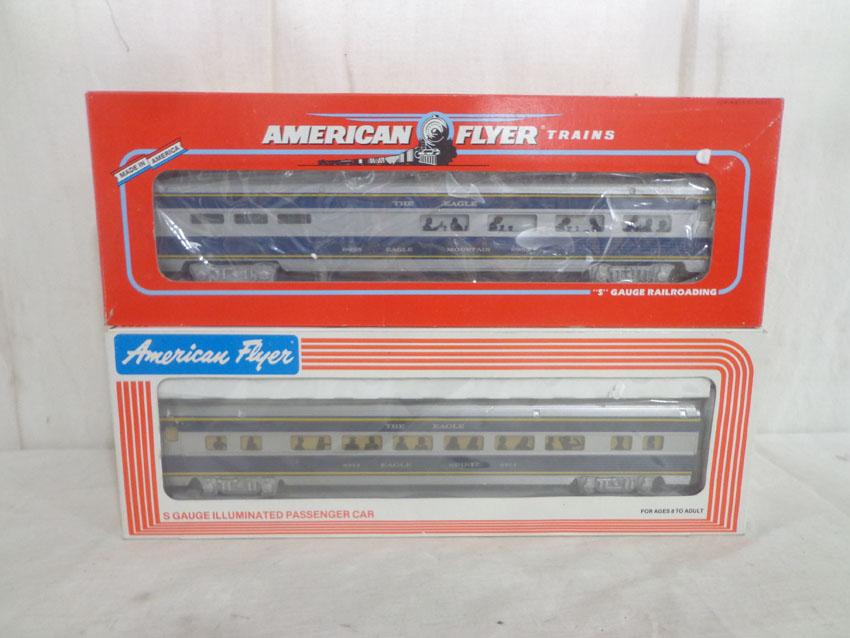 AMERICAN FLYER TRAINS
MADE IN AMERICA
THE EAGLE
EAGLE MOUNTAIN
"S" GAUGE RAILROADING
American Flyer
THE EAGLE
EAGLE SPIRIT
S GAUGE ILLUMINATED PASSENGER CAR
FOR AGES 8 TO ADULT